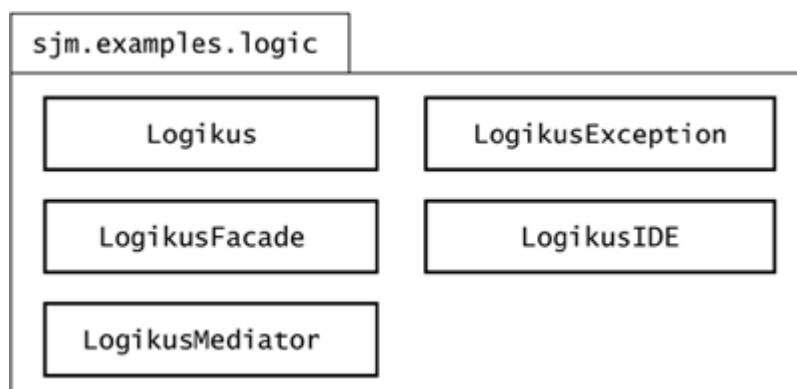 sjm.examples.logic
Logikus
LogikusException
LogikusFacade
LogikusIDE
LogikusMediator